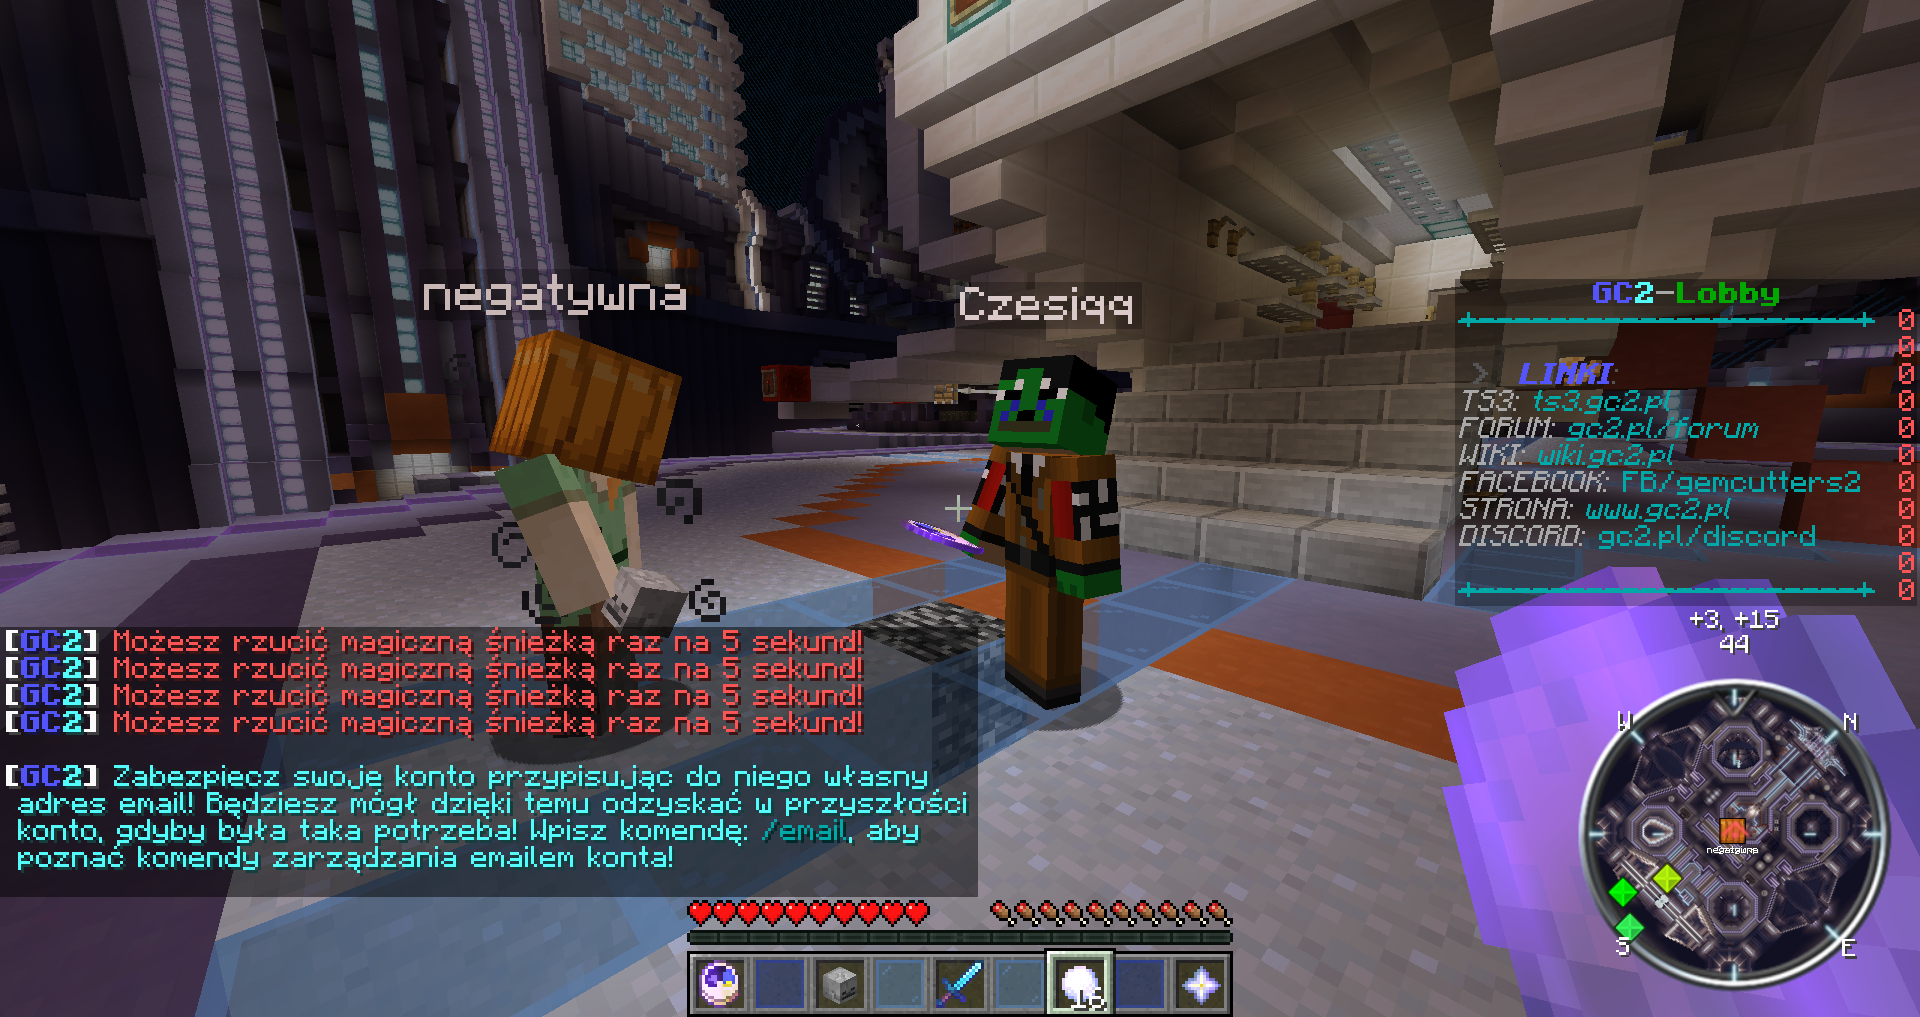 negatywna
Czesiqq
GC2-Lobby
0
0
> LINKI: 0
TS3: ts3.gc2.pl 0
FORUM: gc2.pl/forum 0
WIKI: wiki.gc2.pl 0
FACEBOOK: FB/gemcutters2 0
STRONA: www.gc2.pl 0
DISCORD: gc2.pl/discord 0
0
0
+3, +15
44
[GC2] Możesz rzucić magiczną śnieżką raz na 5 sekund!
[GC2] Możesz rzucić magiczną śnieżką raz na 5 sekund!
[GC2] Możesz rzucić magiczną śnieżką raz na 5 sekund!
[GC2] Możesz rzucić magiczną śnieżką raz na 5 sekund!
[GC2] Zabezpiecz swoje konto przypisując do niego własny
adres email! Będziesz mógł dzięki temu odzyskać w przyszłości
konto, gdyby była taka potrzeba! Wpisz komendę: /email, aby
poznać komendy zarządzania emailem konta!
W N
negatywna
S E
16